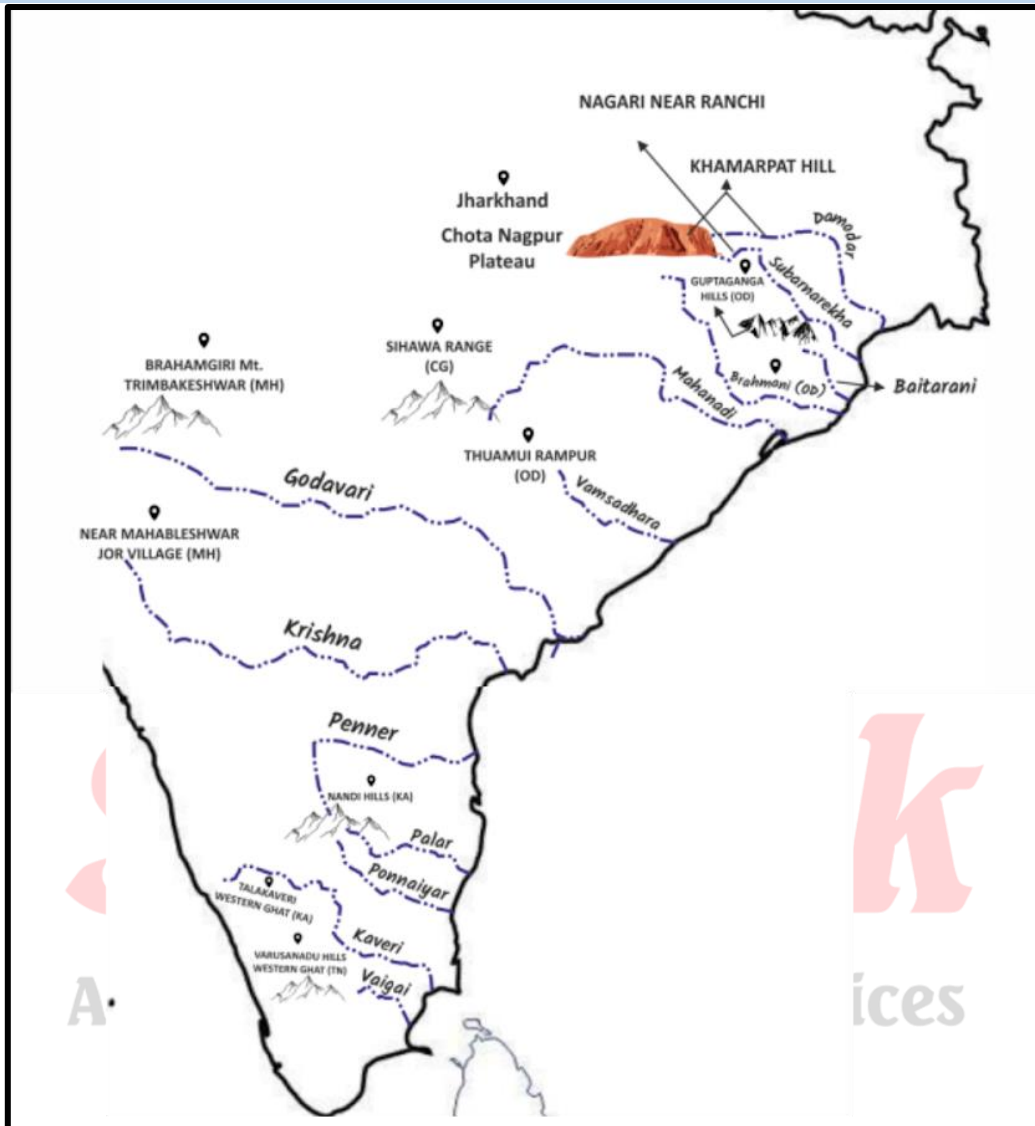 NAGARI NEAR RANCHI
KHAMARPAT HILL
Jharkhand
Chota Nagpur
Plateau
Damodar
Subarnarekha
GUPTAGANGA
HILLS (OD)
SIHAWA RANGE
(CG)
BRAHAMGIRI Mt.
TRIMBAKESHWAR (MH)
Mahanadi
Brahmani (OD)
Baitarani
THUAMUI RAMPUR
(OD)
Godavari
Vamsadhara
NEAR MAHABLESHWAR
JOR VILLAGE (MH)
Krishna
Penner
NANDI HILLS (KA)
Palar
Ponnaiyar
TALAKAVERI
WESTERN GHAT (KA)
Kaveri
VARUSANADU HILLS
WESTERN GHAT (TN)
Vaigai
k
A
ices